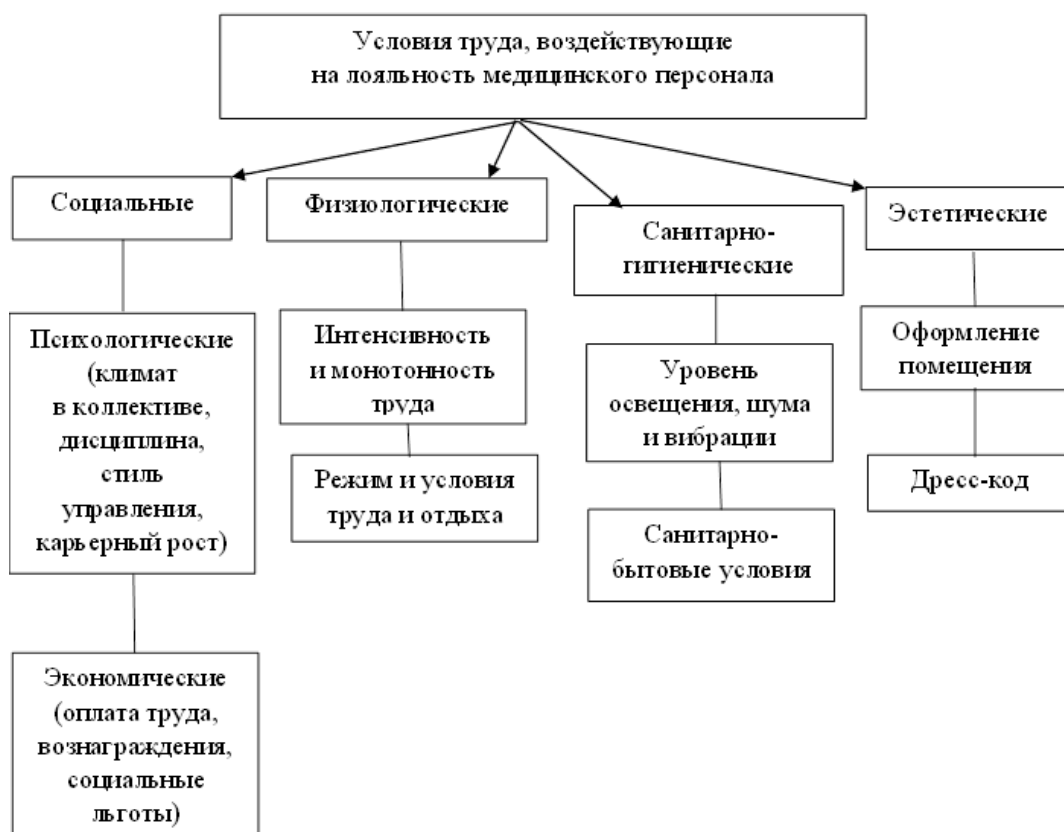 Условия труда, воздействующие
на лояльность медицинского персонала
Социальные
Физиологические
Санитарно-
гигиенические
Эстетические
Психологические
(климат
в коллективе,
дисциплина,
стиль
управления,
карьерный рост)
Интенсивность
и монотонность
труда
Уровень
освещения, шума
и вибрации
Оформление
помещения
Режим и условия
труда и отдыха
Дресс-код
Санитарно-
бытовые условия
Экономические
(оплата труда,
вознаграждения,
социальные
льготы)